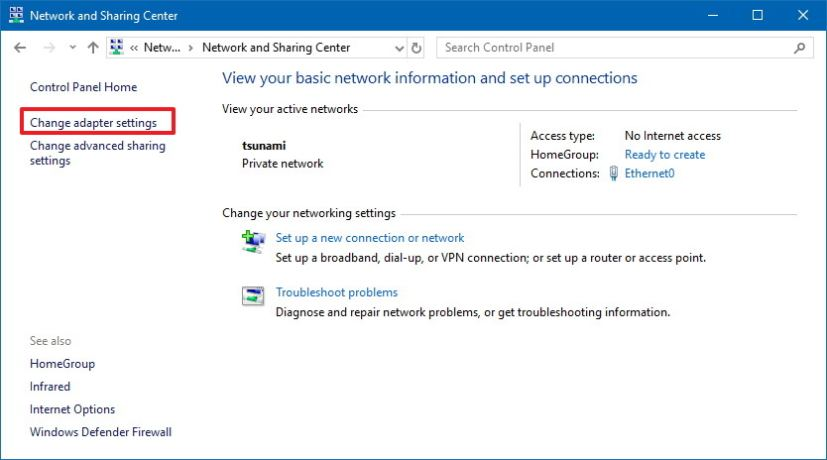 Network and Sharing Center
« Netw... > Network and Sharing Center
Search Control Panel
Control Panel Home
Change adapter settings
Change advanced sharing
settings
View your basic network information and set up connections
View your active networks
tsunami
Private network
Access type: No Internet access
HomeGroup: Ready to create
Connections: Ethernet0
Change your networking settings
Set up a new connection or network
Set up a broadband, dial-up, or VPN connection; or set up a router or access point.
Troubleshoot problems
Diagnose and repair network problems, or get troubleshooting information.
See also
HomeGroup
Infrared
Internet Options
Windows Defender Firewall